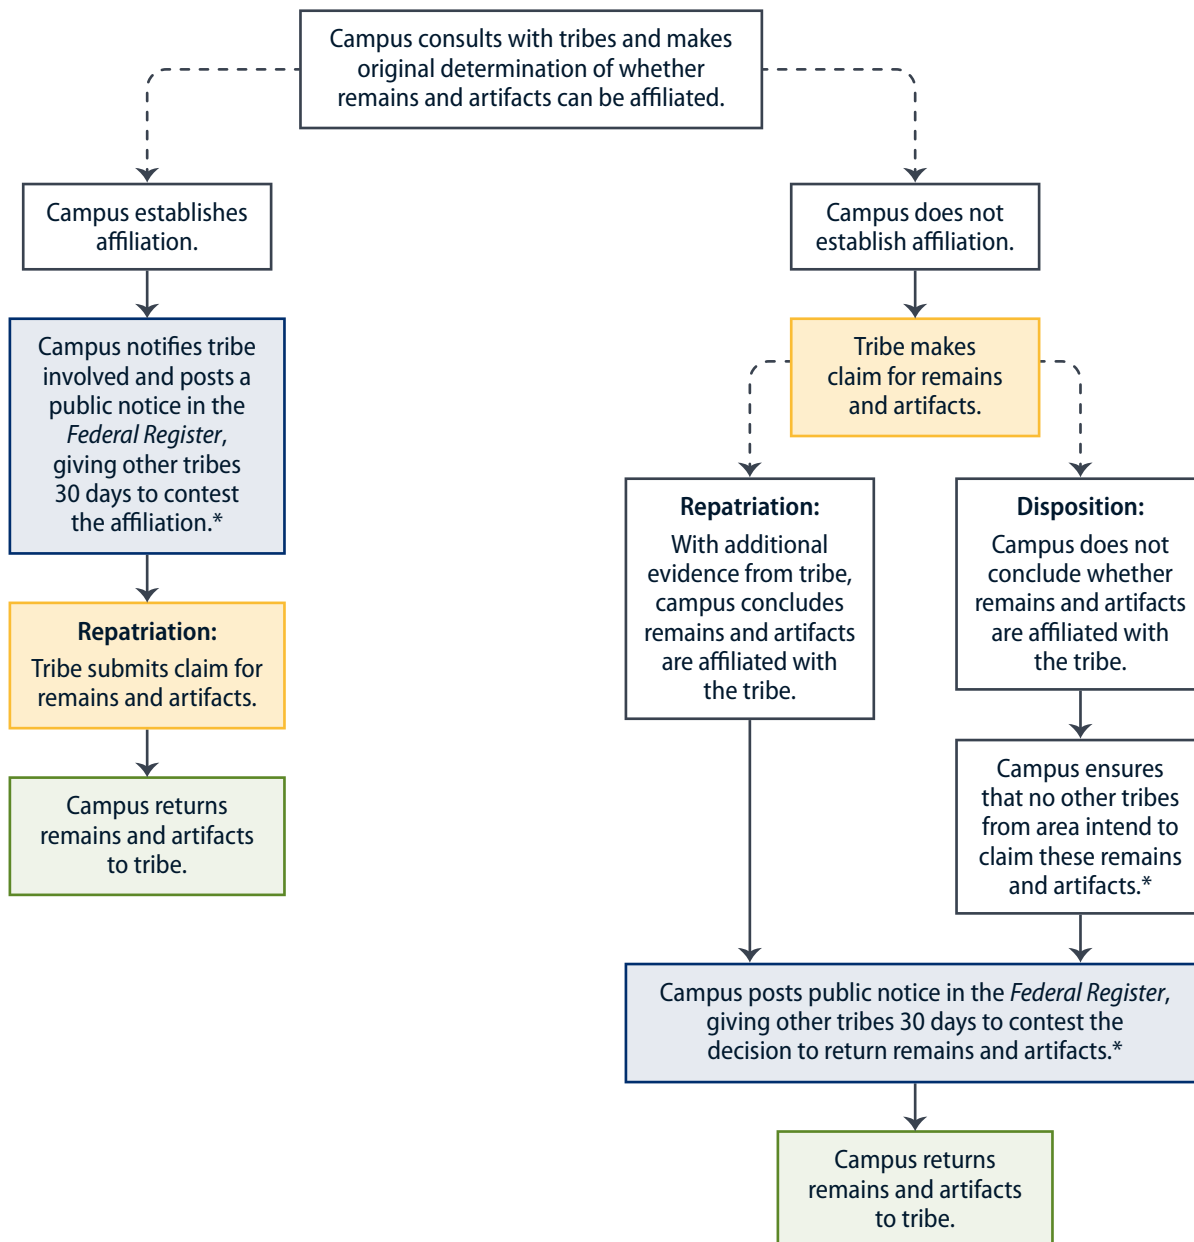 Campus consults with tribes and makes
original determination of whether
remains and artifacts can be affiliated.
Campus establishes
affiliation.
Campus notifies tribe
involved and posts a
public notice in the
Federal Register,
giving other tribes
30 days to contest
the affiliation.*
Repatriation:
Tribe submits claim for
remains and artifacts.
Campus returns
remains and artifacts
to tribe.
Campus does not
establish affiliation.
Tribe makes
claim for remains
and artifacts.
Repatriation:
With additional
evidence from tribe,
campus concludes
remains and artifacts
are affiliated with
the tribe.
Disposition:
Campus does not
conclude whether
remains and artifacts
are affiliated with
the tribe.
Campus ensures
that no other tribes
from area intend to
claim these remains
and artifacts.*
Campus posts public notice in the Federal Register,
giving other tribes 30 days to contest the
decision to return remains and artifacts.*
Campus returns
remains and artifacts
to tribe.